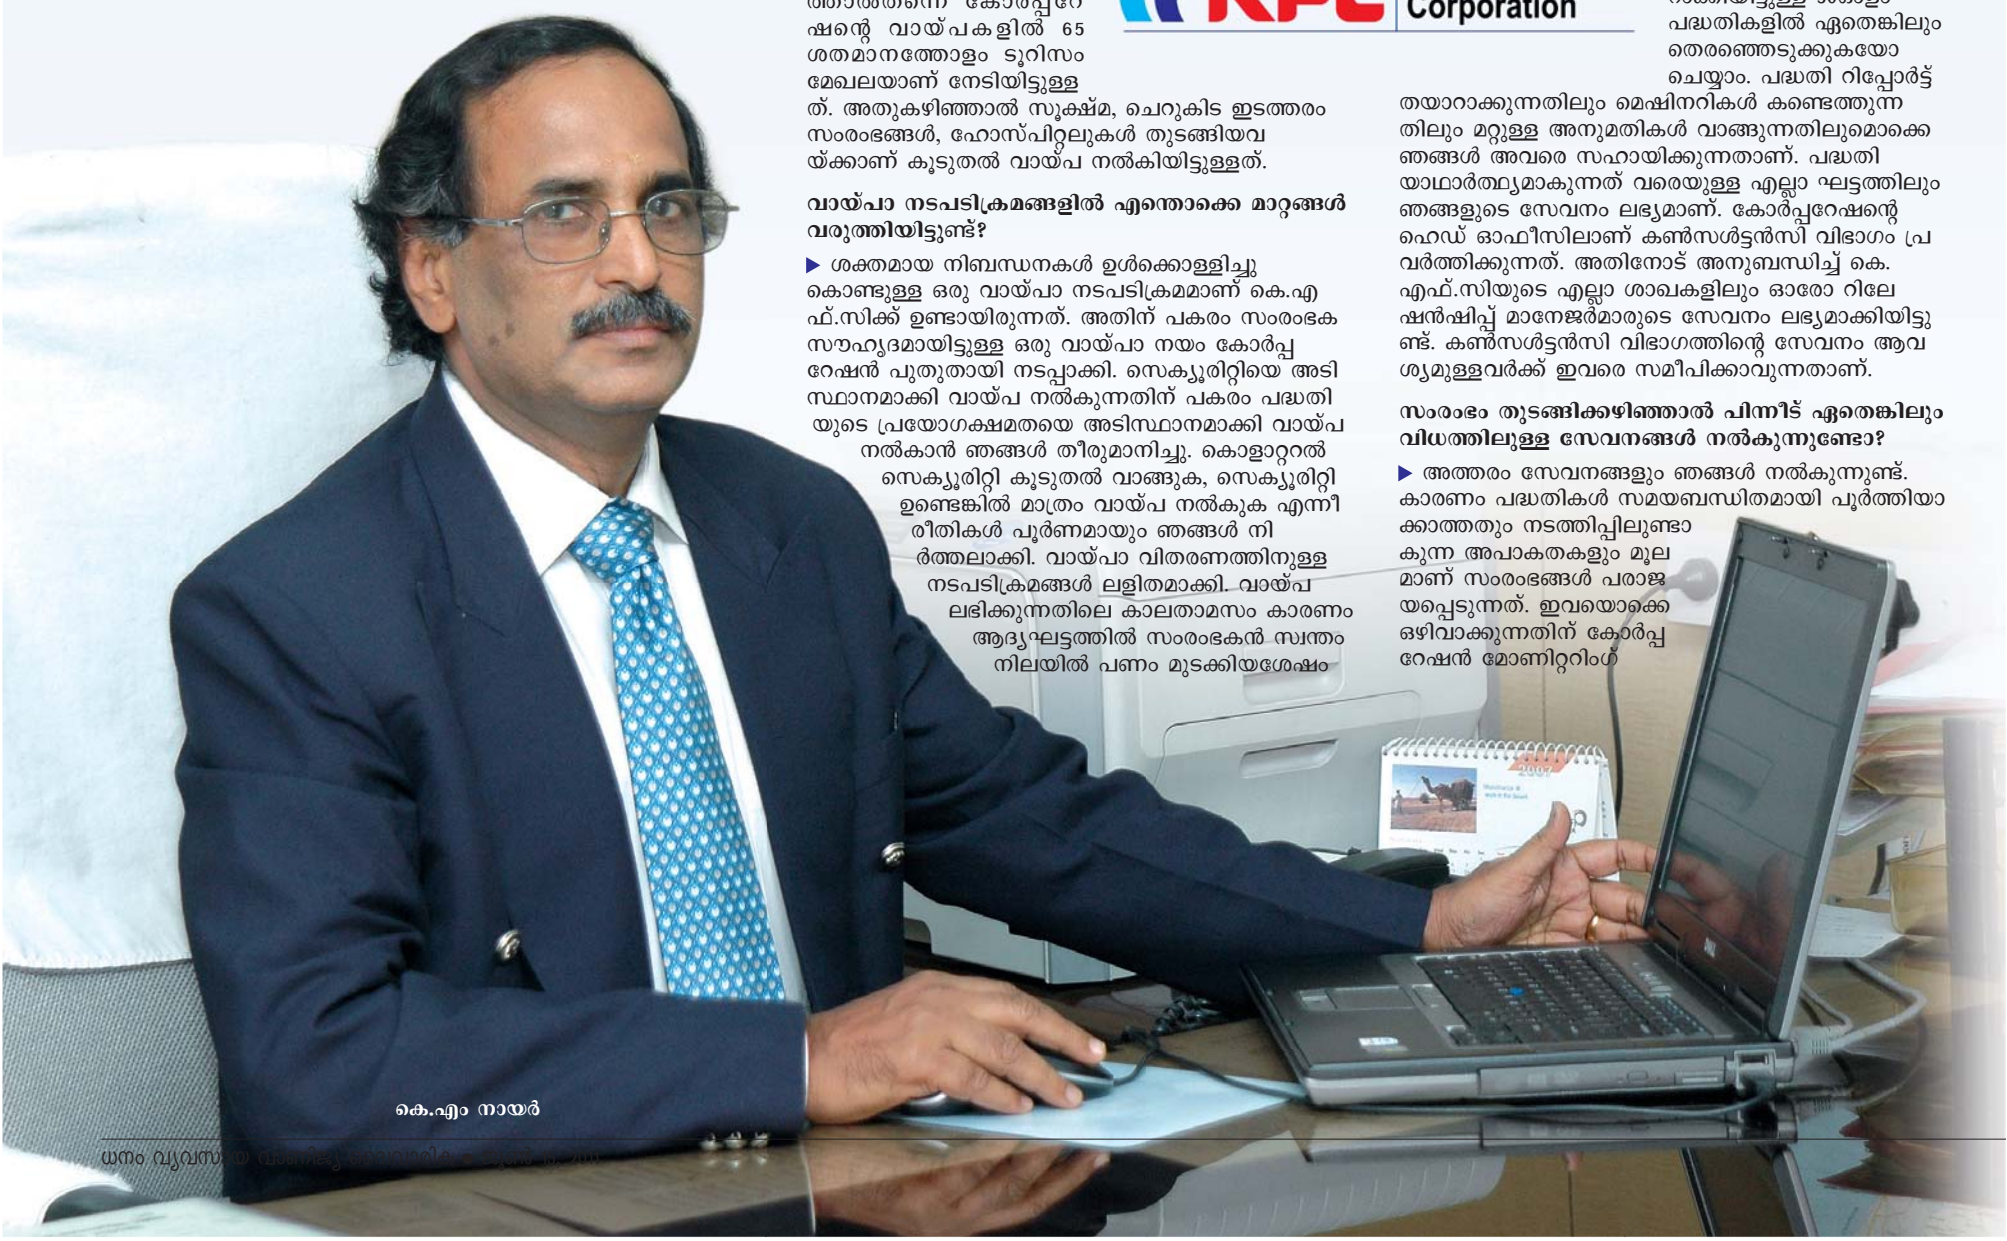 ഷന്റെ വായ്പകളിൽ 65
ശതമാനത്തോളം ടൂറിസം
മേഖലയാണ് നേടിയിട്ടുള്ള
ത്. അതുകഴിഞ്ഞാൽ സൂക്ഷ്മ, ചെറുകിട ഇടത്തരം
സംരംഭങ്ങൾ, ഹോസ്പിറ്റലുകൾ തുടങ്ങിയവ
യ്ക്കാണ് കൂടുതൽ വായ്പ നൽകിയിട്ടുള്ളത്.
വായ്പാ നടപടിക്രമങ്ങളിൽ എന്തൊക്കെ മാറ്റങ്ങൾ
വരുത്തിയിട്ടുണ്ട്?
ശക്തമായ നിബന്ധനകൾ ഉൾക്കൊള്ളിച്ചു
കൊണ്ടുള്ള ഒരു വായ്പാ നടപടിക്രമമാണ് കെ.എ
ഫ്.സിക്ക് ഉണ്ടായിരുന്നത്. അതിന് പകരം സംരംഭക
സൗഹൃദമായിട്ടുള്ള ഒരു വായ്പാ നയം കോർപ്പ
റേഷൻ പുതുതായി നടപ്പാക്കി. സെക്യൂരിറ്റിയെ അടി
സ്ഥാനമാക്കി വായ്പ നൽകുന്നതിന് പകരം പദ്ധതി
യുടെ പ്രയോഗക്ഷമതയെ അടിസ്ഥാനമാക്കി വായ്പ
നൽകാൻ ഞങ്ങൾ തീരുമാനിച്ചു. കൊളാറ്ററൽ
സെക്യൂരിറ്റി കൂടുതൽ വാങ്ങുക, സെക്യൂരിറ്റി
ഉണ്ടെങ്കിൽ മാത്രം വായ്പ നൽകുക എന്നീ
രീതികൾ പൂർണമായും ഞങ്ങൾ നി
ർത്തലാക്കി. വായ്പാ വിതരണത്തിനുള്ള
നടപടിക്രമങ്ങൾ ലളിതമാക്കി. വായ്പ
ലഭിക്കുന്നതിലെ കാലതാമസം കാരണം
ആദ്യഘട്ടത്തിൽ സംരംഭകൻ സ്വന്തം
നിലയിൽ പണം മുടക്കിയശേഷം
Corporation
പദ്ധതികളിൽ ഏതെങ്കിലും
തെരഞ്ഞെടുക്കുകയോ
ചെയ്യാം. പദ്ധതി റിപ്പോർട്ട്
തയാറാക്കുന്നതിലും മെഷിനറികൾ കണ്ടെത്തുന്ന
തിലും മറ്റുള്ള അനുമതികൾ വാങ്ങുന്നതിലുമൊക്കെ
ഞങ്ങൾ അവരെ സഹായിക്കുന്നതാണ്. പദ്ധതി
യാഥാർത്ഥ്യമാകുന്നത് വരെയുള്ള എല്ലാ ഘട്ടത്തിലും
ഞങ്ങളുടെ സേവനം ലഭ്യമാണ്. കോർപ്പറേഷന്റെ
ഹെഡ് ഓഫീസിലാണ് കൺസൾട്ടൻസി വിഭാഗം പ്ര
വർത്തിക്കുന്നത്. അതിനോട് അനുബന്ധിച്ച് കെ.
എഫ്.സിയുടെ എല്ലാ ശാഖകളിലും ഓരോ റിലേ
ഷൻഷിപ്പ് മാനേജർമാരുടെ സേവനം ലഭ്യമാക്കിയിട്ടു
ണ്ട്. കൺസൾട്ടൻസി വിഭാഗത്തിന്റെ സേവനം ആവ
ശ്യമുള്ളവർക്ക് ഇവരെ സമീപിക്കാവുന്നതാണ്.
സംരംഭം തുടങ്ങിക്കഴിഞ്ഞാൽ പിന്നീട് ഏതെങ്കിലും
വിധത്തിലുള്ള സേവനങ്ങൾ നൽകുന്നുണ്ടോ?
അത്തരം സേവനങ്ങളും ഞങ്ങൾ നൽകുന്നുണ്ട്.
കാരണം പദ്ധതികൾ സമയബന്ധിതമായി പൂർത്തിയാ
ക്കാത്തതും നടത്തിപ്പിലുണ്ടാ
കുന്ന അപാകതകളും മൂല
മാണ് സംരംഭങ്ങൾ പരാജ
യപ്പെടുന്നത്. ഇവയൊക്കെ
ഒഴിവാക്കുന്നതിന് കോർപ്പ
റേഷൻ മോണിറ്ററിംഗ്
2007
DELL
കെ.എം നായർ
ധനം വ്യവസായ വാണിജ്യ